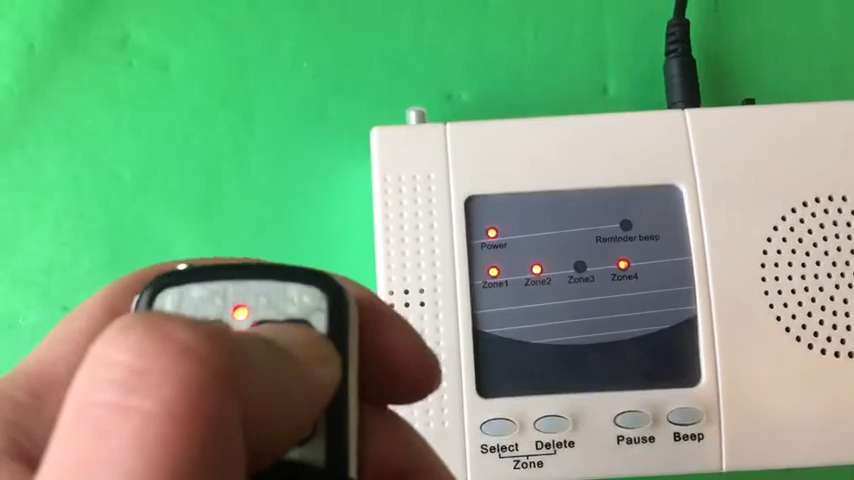 Power
Reminder beep
Zone1 Zone2 Zone3 Zone4
Select Delete Pause Beep
Zone